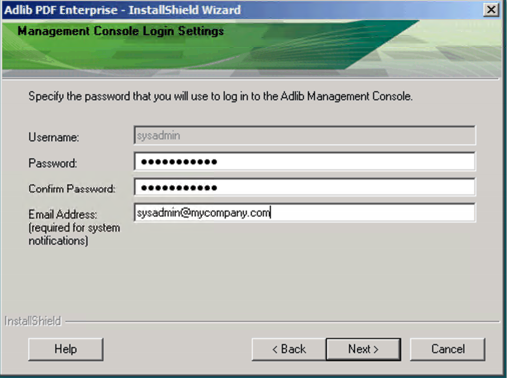 Adlib PDF Enterprise - InstallShield Wizard
Management Console Login Settings
Specify the password that you will use to log in to the Adlib Management Console.
Username: sysadmin
Password: ●●●●●●●●●●●
Confirm Password: ●●●●●●●●●●●
Email Address: sysadmin@mycompany.com
(required for system
notifications)
InstallShield
Help < Back Next > Cancel